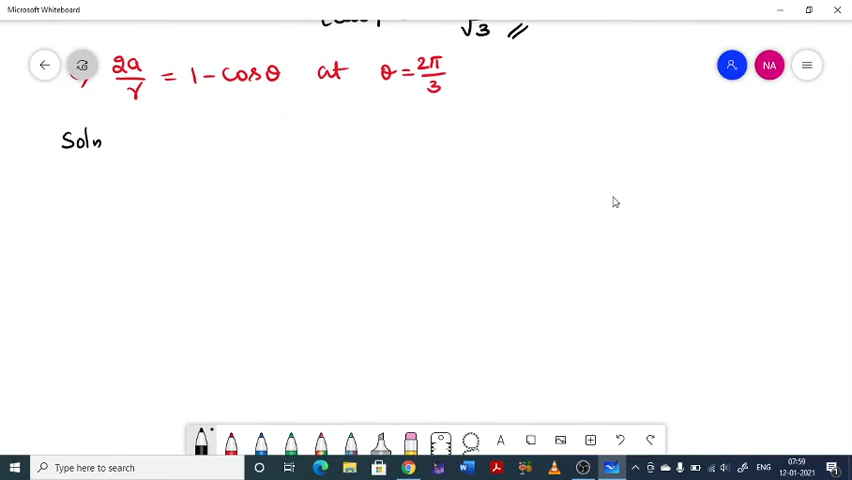 Microsoft Whiteboard
√3 //
2a/r = 1 - cosθ at θ = 2π/3
NA
Soln
A
Type here to search
ENG
07:59
12-01-2021